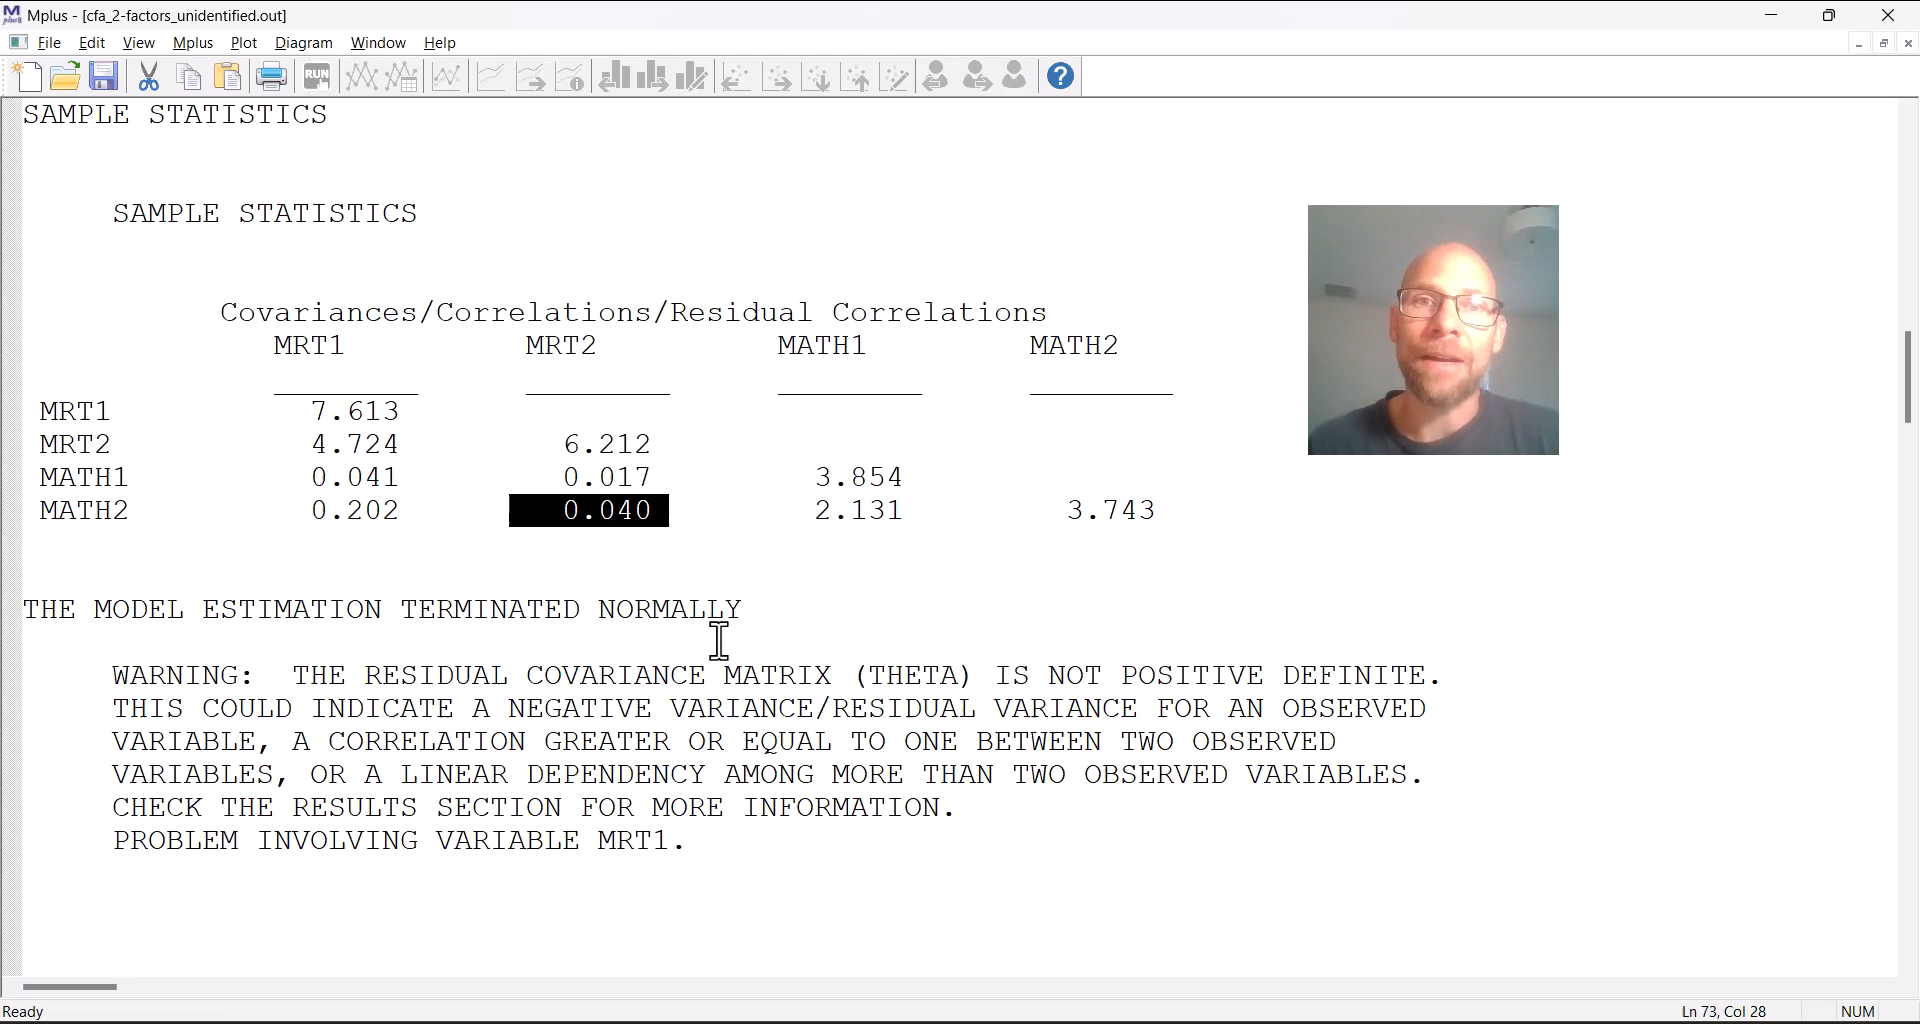 Mplus - [cfa_2-factors_unidentified.out]
File Edit View Mplus Plot Diagram Window Help
RUN
SAMPLE STATISTICS
SAMPLE STATISTICS
Covariances/Correlations/Residual Correlations
MRT1 MRT2 MATH1 MATH2
MRT1 7.613
MRT2 4.724 6.212
MATH1 0.041 0.017 3.854
MATH2 0.202 0.040 2.131 3.743
THE MODEL ESTIMATION TERMINATED NORMALLY
WARNING: THE RESIDUAL COVARIANCE MATRIX (THETA) IS NOT POSITIVE DEFINITE.
THIS COULD INDICATE A NEGATIVE VARIANCE/RESIDUAL VARIANCE FOR AN OBSERVED
VARIABLE, A CORRELATION GREATER OR EQUAL TO ONE BETWEEN TWO OBSERVED
VARIABLES, OR A LINEAR DEPENDENCY AMONG MORE THAN TWO OBSERVED VARIABLES.
CHECK THE RESULTS SECTION FOR MORE INFORMATION.
PROBLEM INVOLVING VARIABLE MRT1.
Ready Ln 73, Col 28 NUM